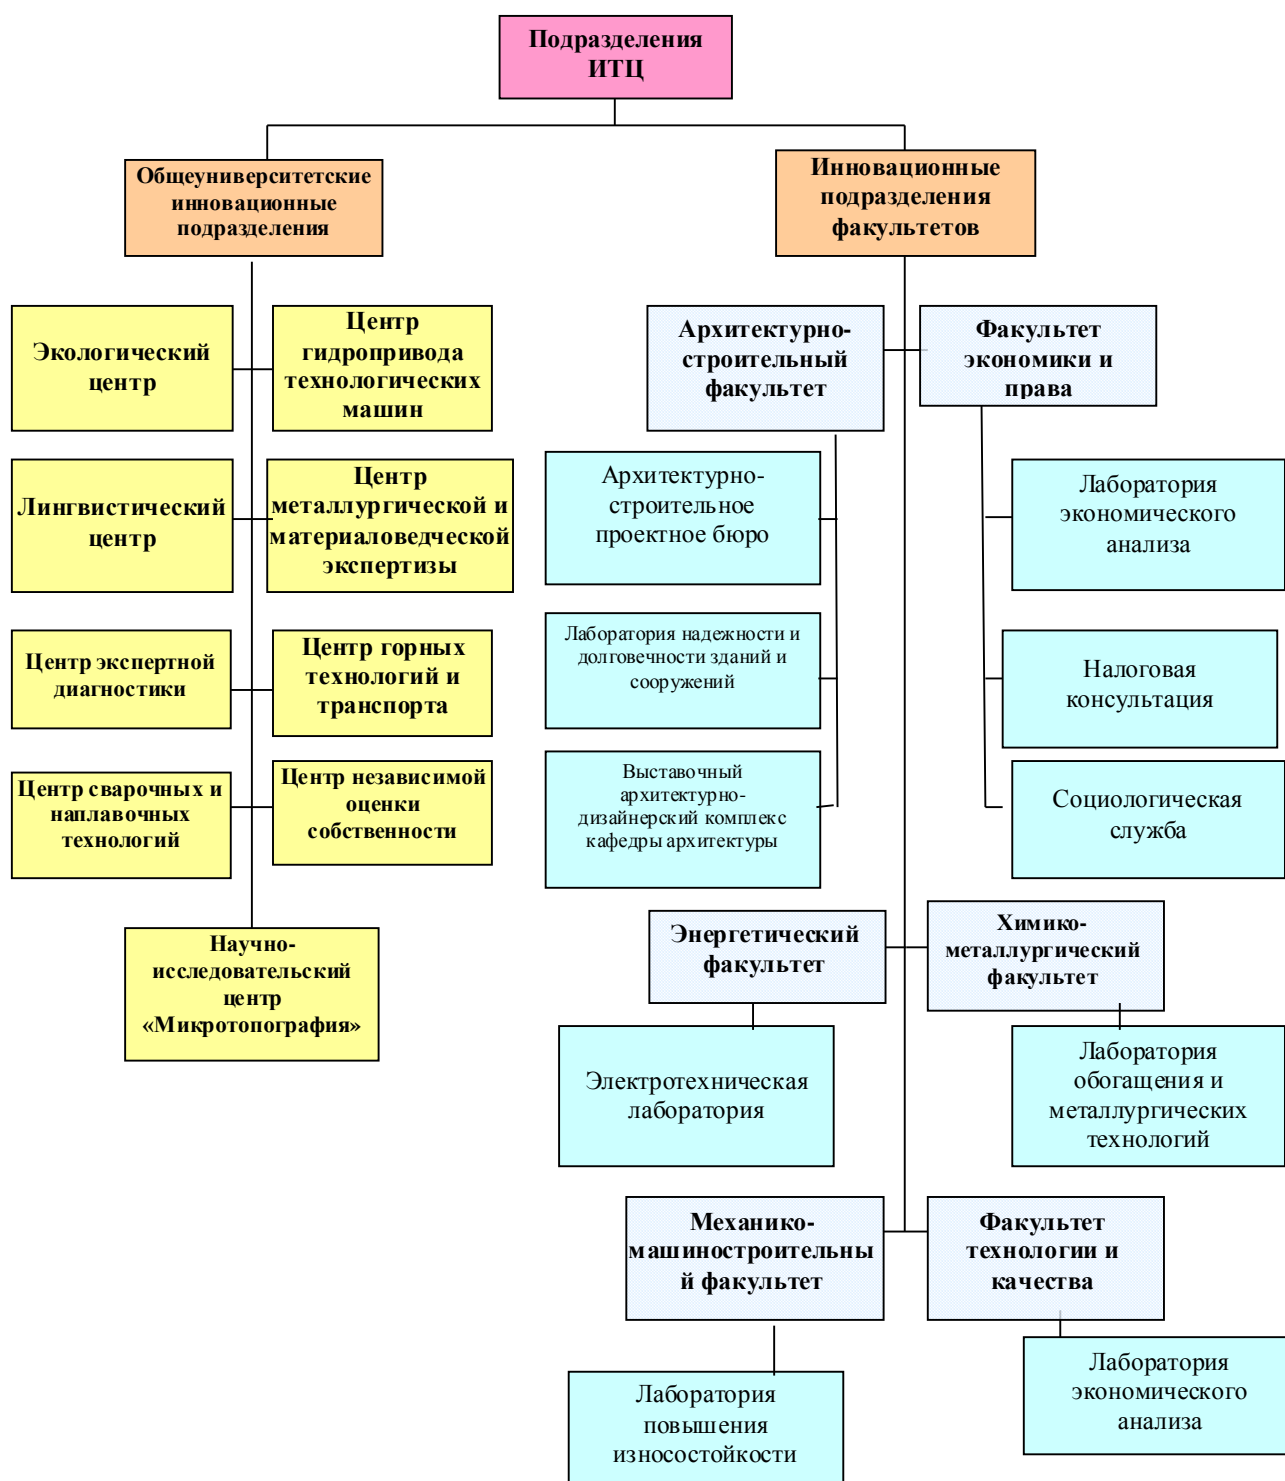 Подразделения
ИТЦ
Общеуниверситетские
инновационные
подразделения
Инновационные
подразделения
факультетов
Экологический
центр
Центр
гидропривода
технологических
машин
Лингвистический
центр
Центр
металлургической и
материаловедческой
экспертизы
Центр экспертной
диагностики
Центр горных
технологий и
транспорта
Центр сварочных и
наплавочных
технологий
Центр независимой
оценки
собственности
Научно-
исследовательский
центр
«Микротопография»
Архитектурно-
строительный
факультет
Факультет
экономики и
права
Архитектурно-
строительное
проектное бюро
Лаборатория надежности и
долговечности зданий и
сооружений
Выставочный
архитектурно-
дизайнерский комплекс
кафедры архитектуры
Лаборатория
экономического
анализа
Налоговая
консультация
Социологическая
служба
Энергетический
факультет
Химико-
металлургический
факультет
Электротехническая
лаборатория
Лаборатория
обогащения и
металлургических
технологий
Механико-
машиностроительны
й факультет
Факультет
технологии и
качества
Лаборатория
повышения
износостойкости
Лаборатория
экономического
анализа